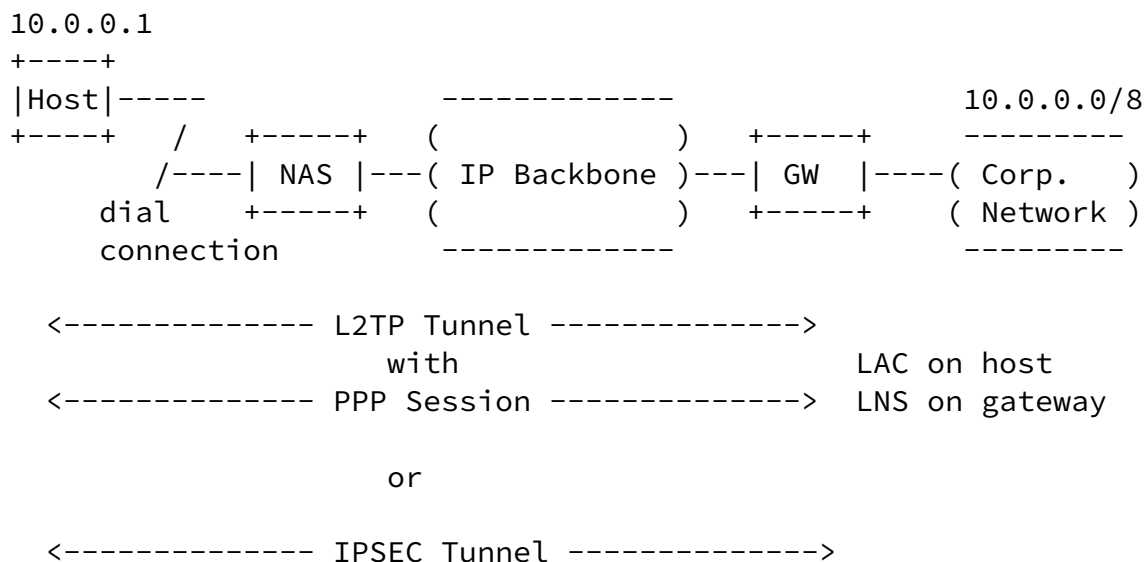 10.0.0.1
+----+
|Host|----- ------------- 10.0.0.0/8
+----+ / +-----+ ( ) +-----+ ---------
/----| NAS |---( IP Backbone )---| GW |----( Corp. )
dial +-----+ ( ) +-----+ ( Network )
connection ------------- ---------
<-------------- L2TP Tunnel -------------->
with LAC on host
<-------------- PPP Session --------------> LNS on gateway
or
<-------------- IPSEC Tunnel -------------->